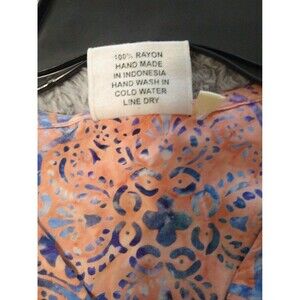 100% RAYON
HAND MADE
IN INDONESIA
HAND WASH IN
COLD WATER
LINE DRY